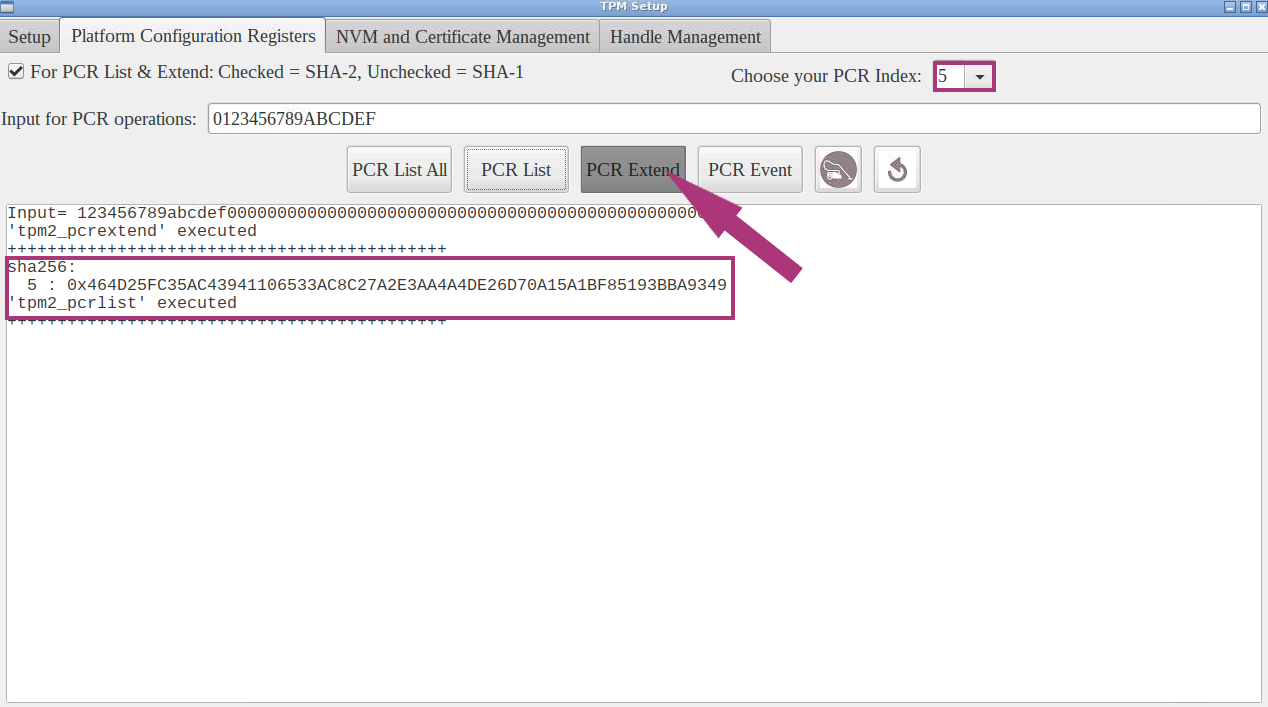 TPM Setup
Setup Platform Configuration Registers NVM and Certificate Management Handle Management
For PCR List & Extend: Checked = SHA-2, Unchecked = SHA-1 Choose your PCR Index: 5
Input for PCR operations: 0123456789ABCDEF
PCR List All PCR List PCR Extend PCR Event
Input= 123456789abcdef
'tpm2_pcrextend' executed
++++++++++++++++++++++++++++++++++++++++++++
sha256:
5 : 0x464D25FC35AC43941106533AC8C27A2E3AA4A4DE26D70A15A1BF85193BBA9349
'tpm2_pcrlist' executed
++++++++++++++++++++++++++++++++++++++++++++